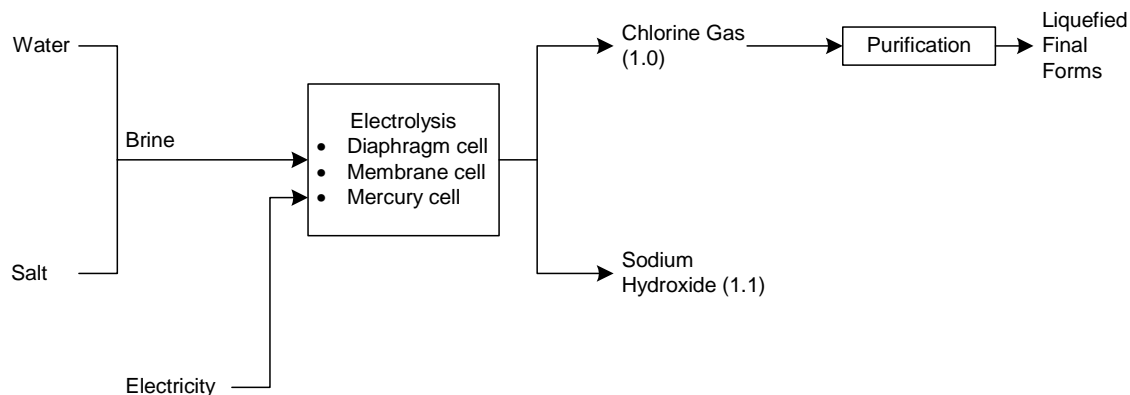 Water
Salt
Brine
Electricity
Electrolysis
• Diaphragm cell
• Membrane cell
• Mercury cell
Chlorine Gas
(1.0)
Sodium
Hydroxide (1.1)
Purification
Liquefied
Final
Forms